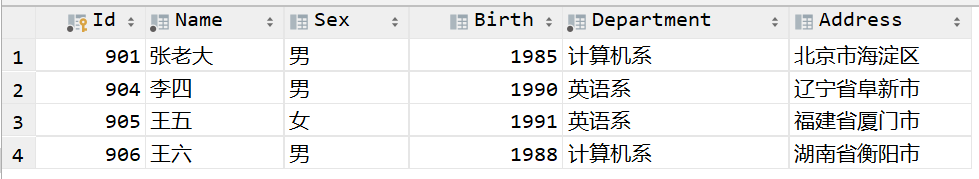 Id Name Sex Birth Department Address
1 901 张老大 男 1985 计算机系 北京市海淀区
2 904 李四 男 1990 英语系 辽宁省阜新市
3 905 王五 女 1991 英语系 福建省厦门市
4 906 王六 男 1988 计算机系 湖南省衡阳市